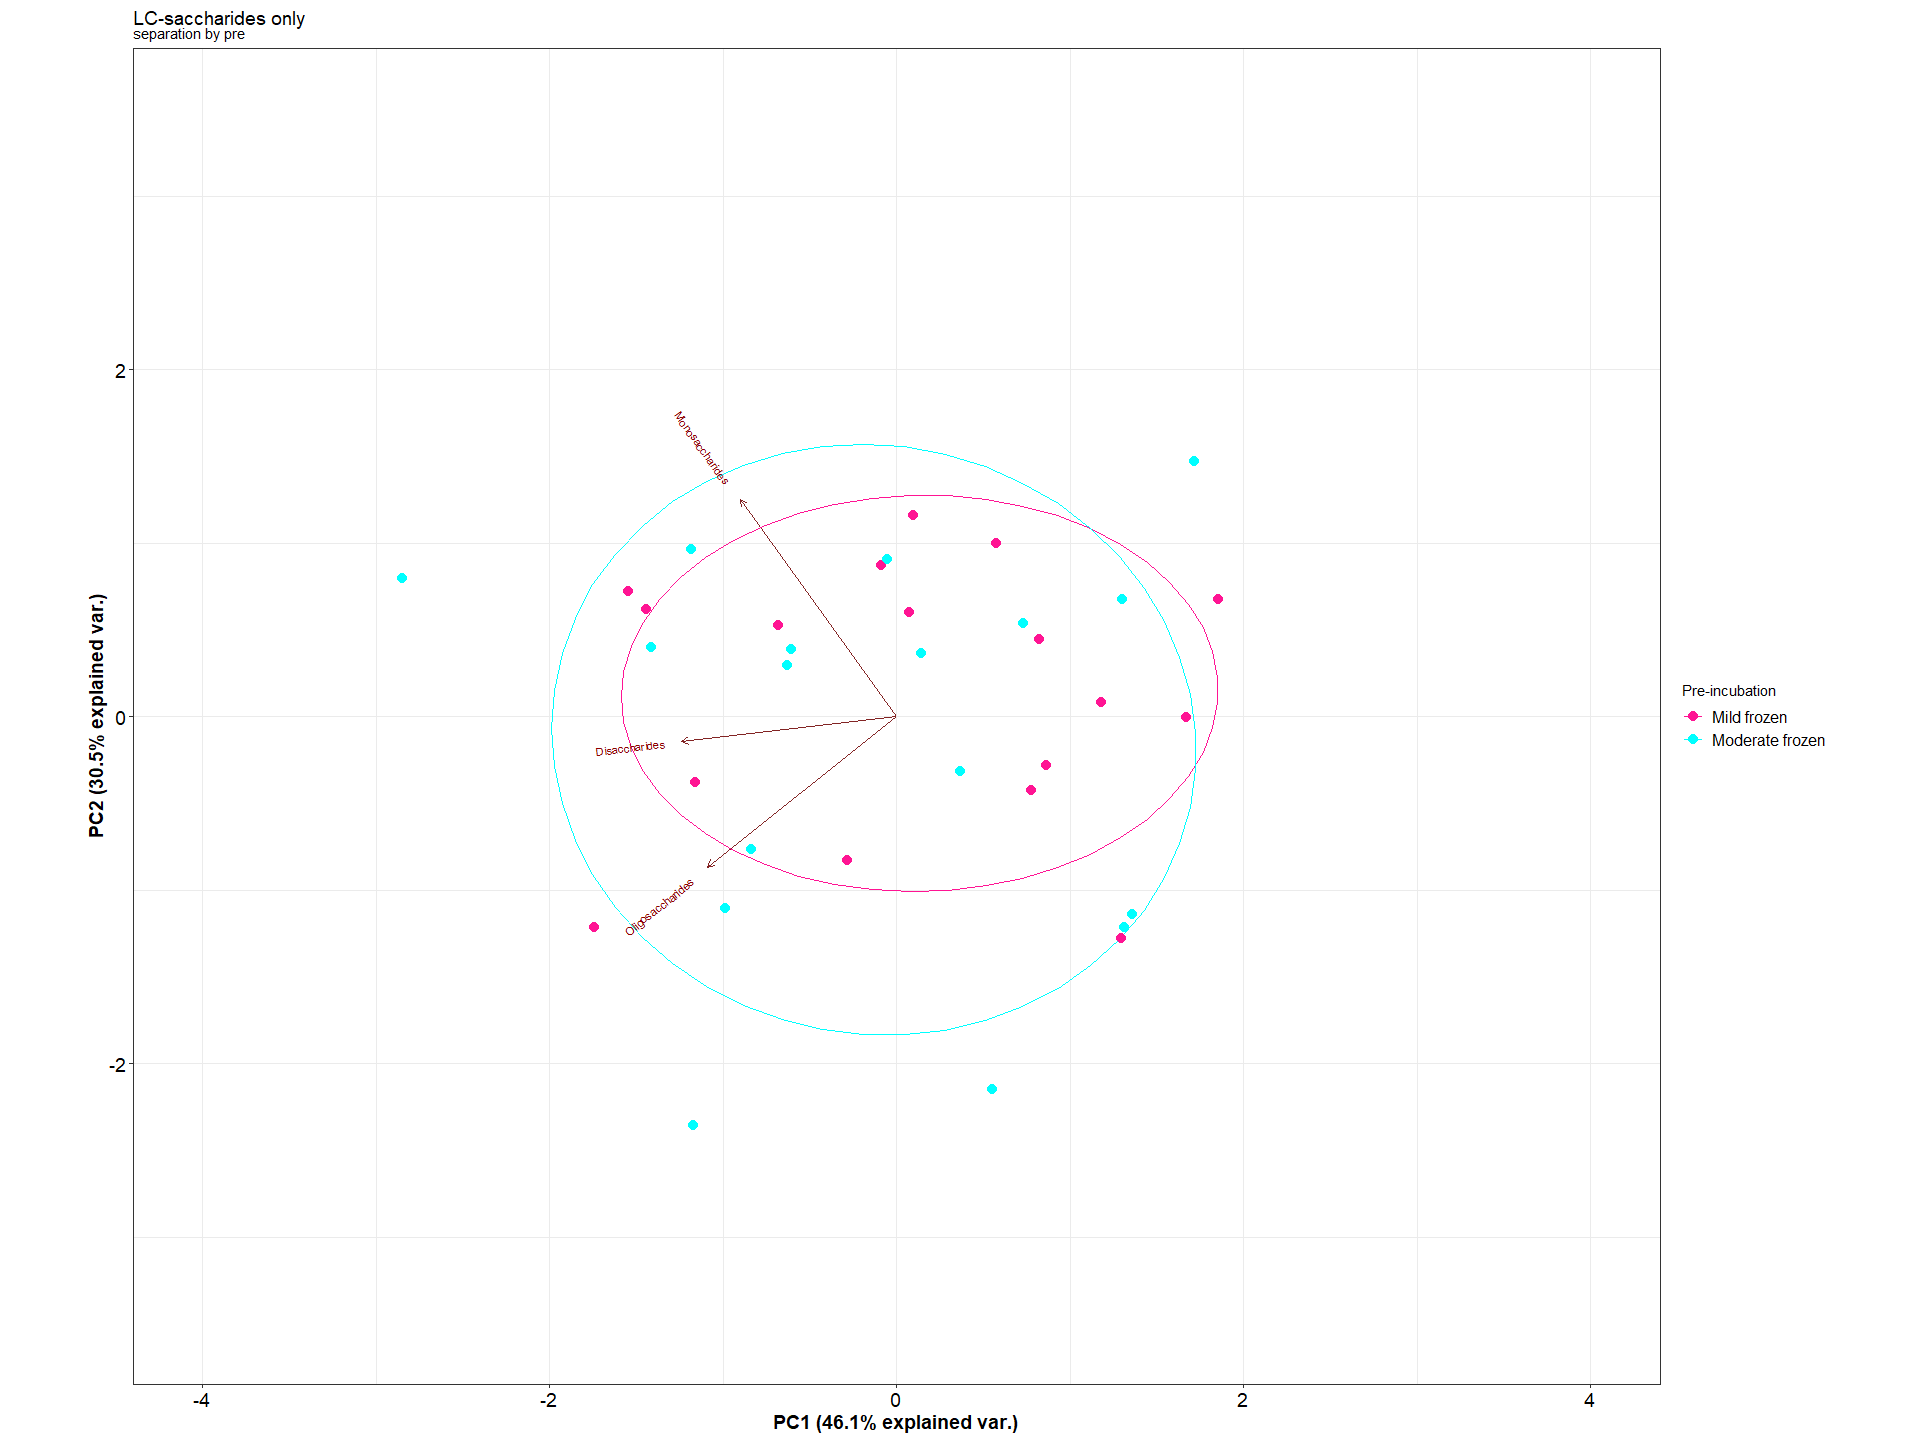 LC-saccharides only
separation by pre
PC2 (30.5% explained var.)
2
0
-2
Monosaccharides
Disaccharides
Oligosaccharides
-4
-2
0
2
4
PC1 (46.1% explained var.)
Pre-incubation
Mild frozen
Moderate frozen